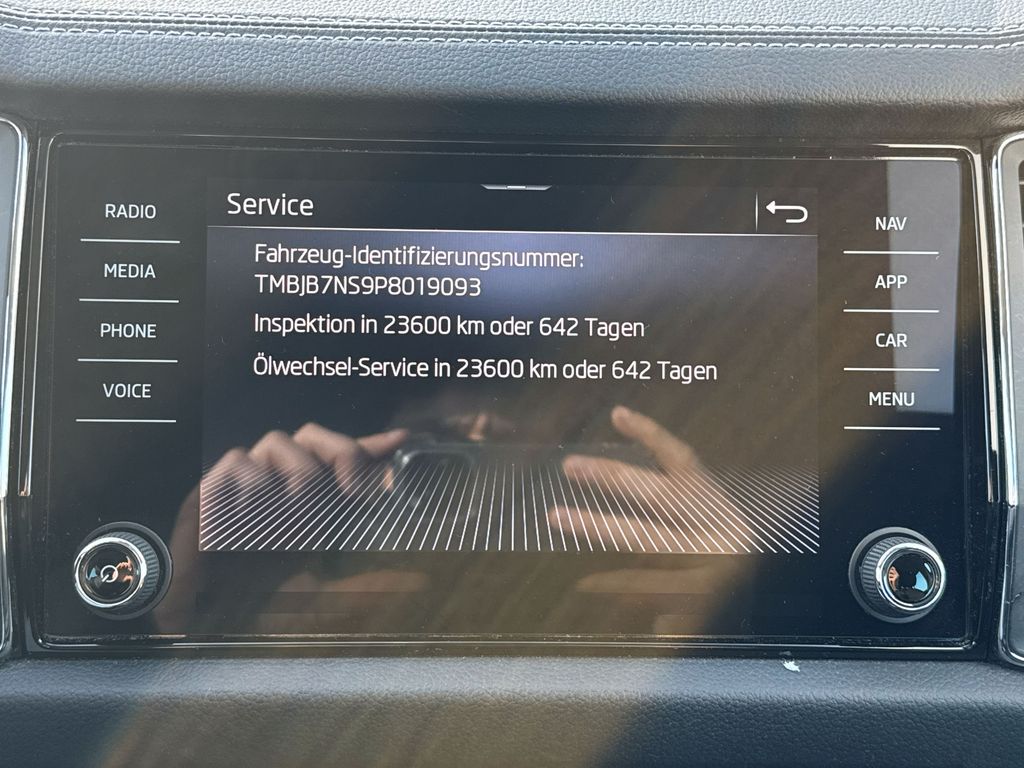 Service
Fahrzeug-Identifizierungsnummer:
TMBJB7NS9P8019093
Inspektion in 23600 km oder 642 Tagen
Ölwechsel-Service in 23600 km oder 642 Tagen
RADIO
MEDIA
PHONE
VOICE
NAV
APP
CAR
MENU